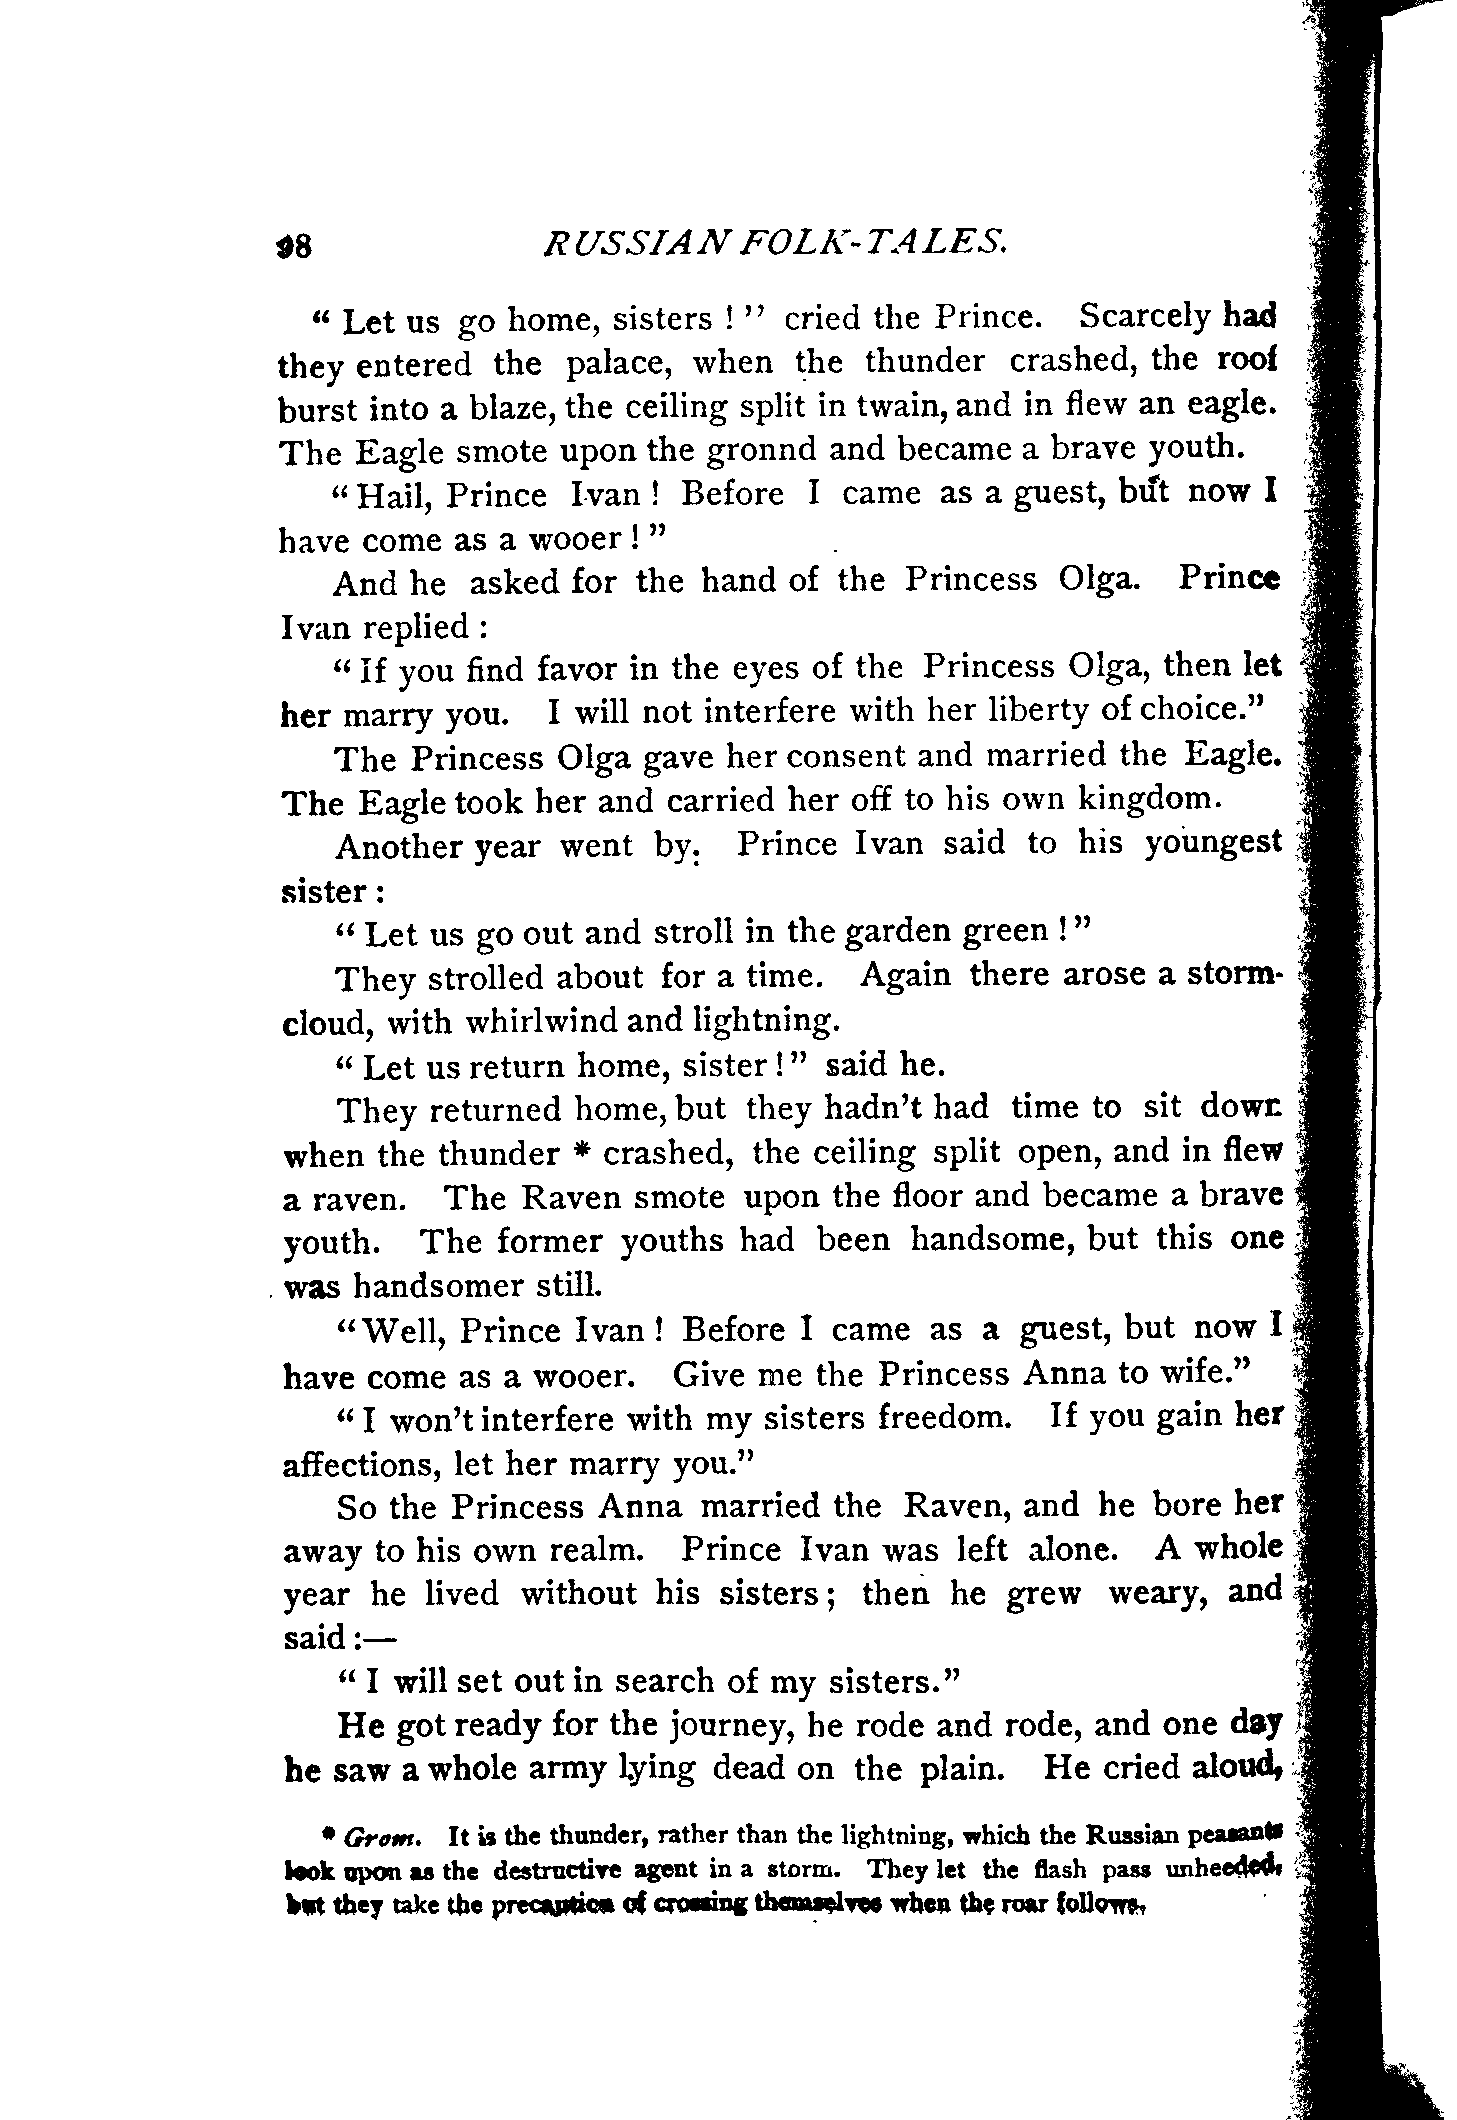 98 RUSSIAN FOLK-TALES.
“ Let us go home, sisters ! ’’ cried the Prince. Scarcely had
they entered the palace, when the thunder crashed, the roof
burst into a blaze, the ceiling split in twain, and in flew an eagle.
The Eagle smote upon the gronnd and became a brave youth.
“ Hail, Prince Ivan ! Before I came as a guest, but now I
have come as a wooer ! ”
And he asked for the hand of the Princess Olga. Prince
Ivan replied :
“ If you find favor in the eyes of the Princess Olga, then let
her marry you. I will not interfere with her liberty of choice.”
The Princess Olga gave her consent and married the Eagle.
The Eagle took her and carried her off to his own kingdom.
Another year went by. Prince Ivan said to his youngest
sister :
“ Let us go out and stroll in the garden green ! ”
They strolled about for a time. Again there arose a storm-
cloud, with whirlwind and lightning.
“ Let us return home, sister ! ” said he.
They returned home, but they hadn’t had time to sit down
when the thunder * crashed, the ceiling split open, and in flew
a raven. The Raven smote upon the floor and became a brave
youth. The former youths had been handsome, but this one
was handsomer still.
“ Well, Prince Ivan ! Before I came as a guest, but now I
have come as a wooer. Give me the Princess Anna to wife.”
“ I won’t interfere with my sisters freedom. If you gain her
affections, let her marry you.”
So the Princess Anna married the Raven, and he bore her
away to his own realm. Prince Ivan was left alone. A whole
year he lived without his sisters ; then he grew weary, and
said :—
“ I will set out in search of my sisters.”
He got ready for the journey, he rode and rode, and one day
he saw a whole army lying dead on the plain. He cried aloud,
* Grom. It is the thunder, rather than the lightning, which the Russian peasants
look upon as the destructive agent in a storm. They let the flash pass unheeded,
but they take the precaution of crossing themselves when the roar follows.